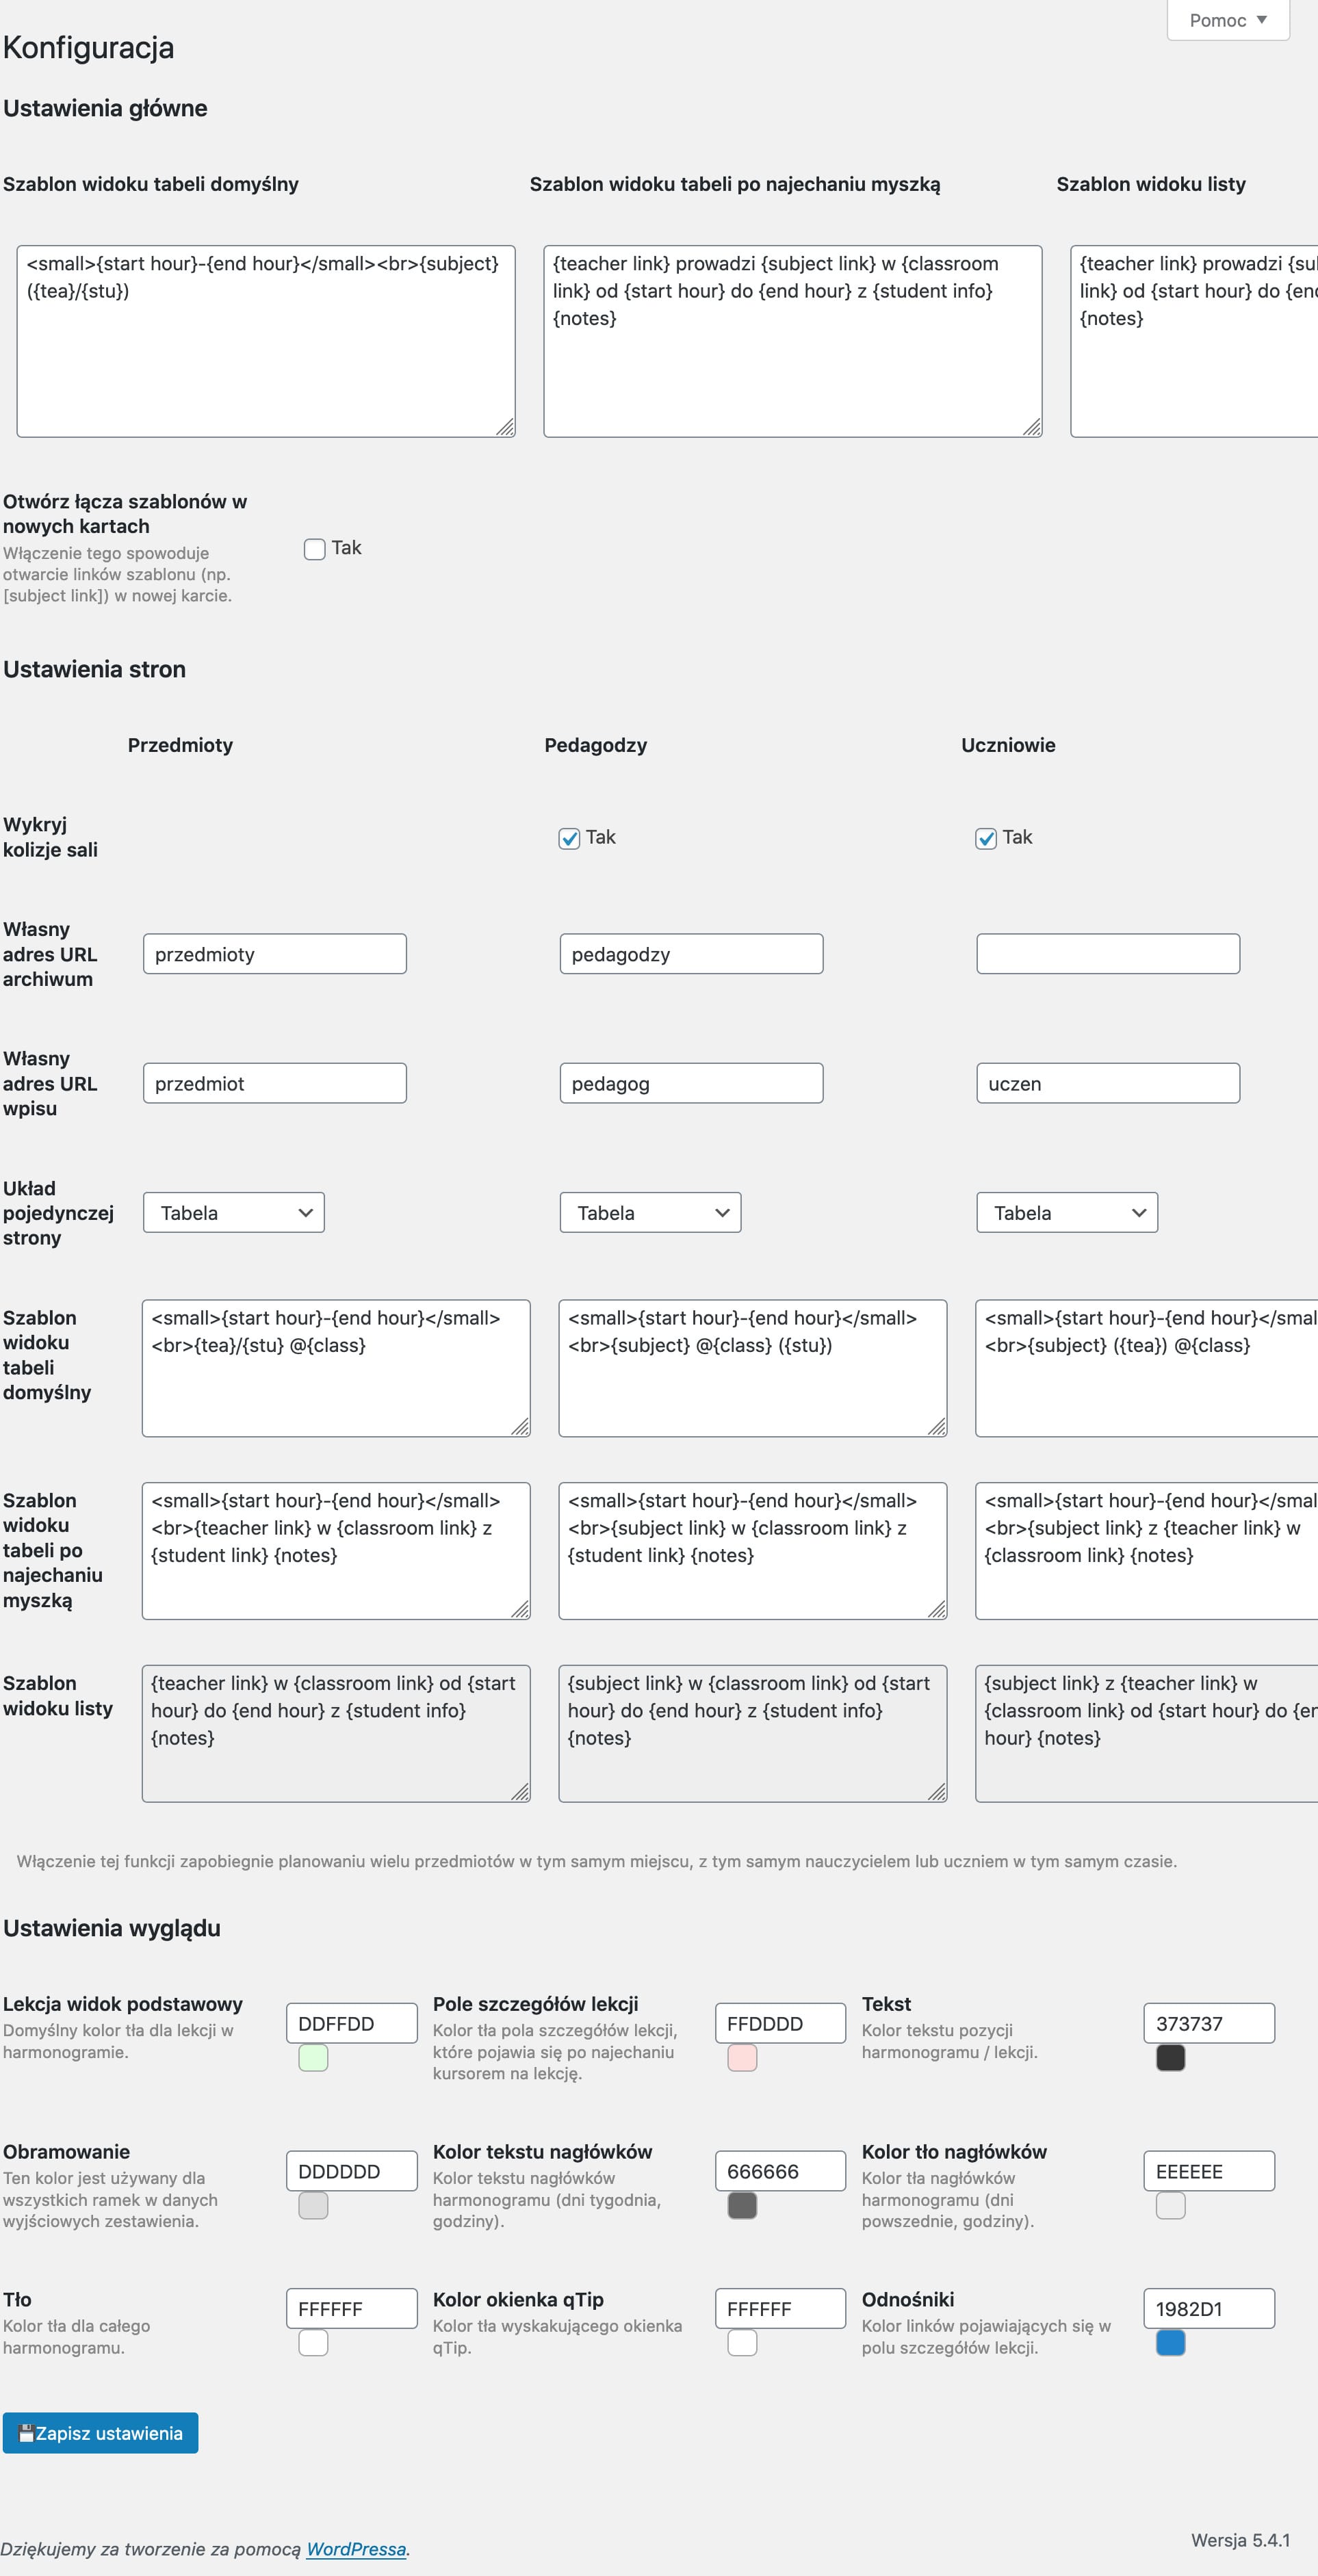 Pomoc
Konfiguracja
Ustawienia główne
Szablon widoku tabeli domyślny
Szablon widoku tabeli po najechaniu myszką
Szablon widoku listy
<small>{start hour}-{end hour}</small><br>{subject}
({tea}/{stu})
{teacher link} prowadzi {subject link} w {classroom
link} od {start hour} do {end hour} z {student info}
{notes}
{teacher link} prowadzi
link} od {start hour} do
{notes}
Otwórz łącza szablonów w
nowych kartach
Włączenie tego spowoduje
otwarcie linków szablonu (np.
[subject link]) w nowej karcie.
Tak
Ustawienia stron
Przedmioty
Pedagodzy
Uczniowie
Wykryj
kolizje sali
Tak
Tak
Własny
adres URL
archiwum
przedmioty
pedagodzy
Własny
adres URL
wpisu
przedmiot
pedagog
uczen
Układ
pojedynczej
strony
Tabela
Tabela
Tabela
Szablon
widoku
tabeli
domyślny
<small>{start hour}-{end hour}</small>
<br>{tea}/{stu} @{class}
<small>{start hour}-{end hour}</small>
<br>{subject} @{class} ({stu})
<small>{start hour}-{end hour}</smal
<br>{subject} ({tea}) @{class}
Szablon
widoku
tabeli po
najechaniu
myszką
<small>{start hour}-{end hour}</small>
<br>{teacher link} w {classroom link} z
{student link} {notes}
<small>{start hour}-{end hour}</small>
<br>{subject link} w {classroom link} z
{student link} {notes}
<small>{start hour}-{end hour}</smal
<br>{subject link} z {teacher link} w
{classroom link} {notes}
Szablon
widoku listy
{teacher link} w {classroom link} od {start
hour} do {end hour} z {student info}
{notes}
{subject link} w {classroom link} od {start
hour} do {end hour} z {student info}
{notes}
{subject link} z {teacher link} w
{classroom link} od {start hour} do
hour} {notes}
Włączenie tej funkcji zapobiegnie planowaniu wielu przedmiotów w tym samym miejscu, z tym samym nauczycielem lub uczniem w tym samym czasie.
Ustawienia wyglądu
Lekcja widok podstawowy
Domyślny kolor tła dla lekcji w
harmonogramie.
DDFFDD
Pole szczegółów lekcji
Kolor tła pola szczegółów lekcji,
które pojawia się po najechaniu
kursorem na lekcję.
FFDDDD
Tekst
Kolor tekstu pozycji
harmonogramu / lekcji.
373737
Obramowanie
Ten kolor jest używany dla
wszystkich ramek w danych
wyjściowych zestawienia.
DDDDDD
Kolor tekstu nagłówków
Kolor tekstu nagłówków
harmonogramu (dni tygodnia,
godziny).
666666
Kolor tło nagłówków
Kolor tła nagłówków
harmonogramu (dni
powszednie, godziny).
EEEEEE
Tło
Kolor tła dla całego
harmonogramu.
FFFFFF
Kolor okienka qTip
Kolor tła wyskakującego okienka
qTip.
FFFFFF
Odnośniki
Kolor linków pojawiających się w
polu szczegółów lekcji.
1982D1
Zapisz ustawienia
Dziękujemy za tworzenie za pomocą WordPressa.
Wersja 5.4.1